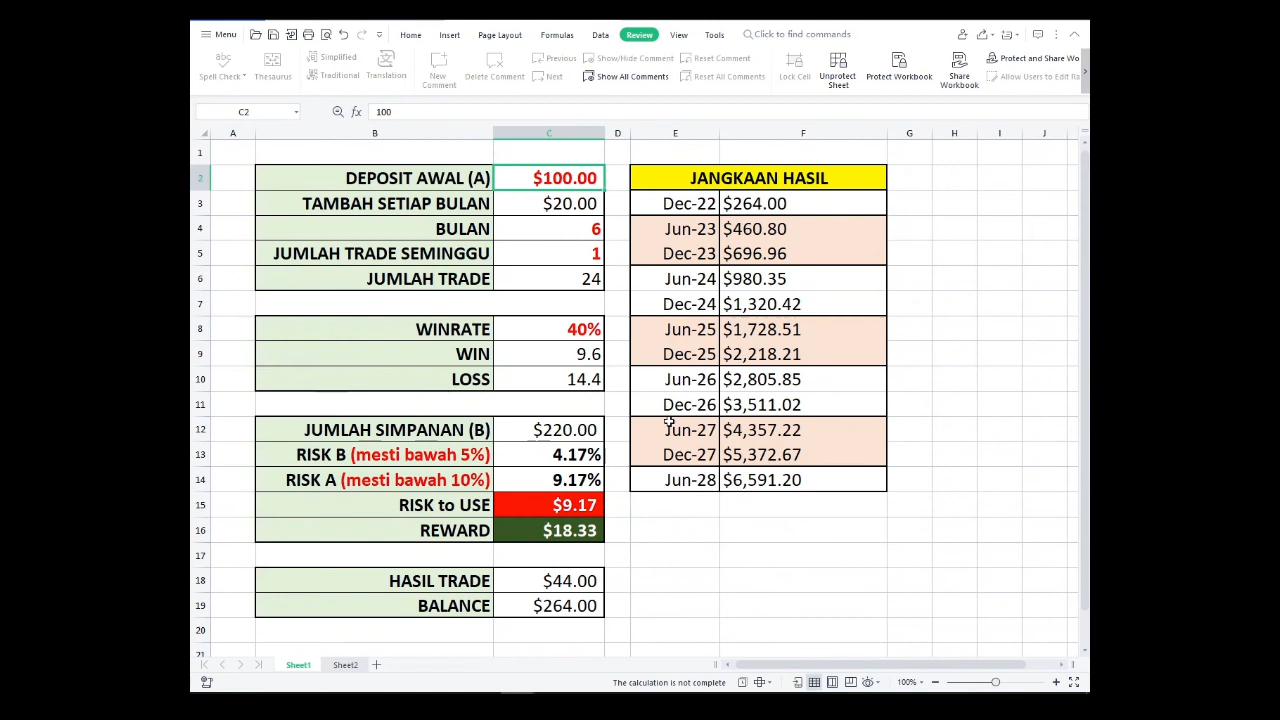 Menu Home Insert Page Layout Formulas Data Review View Tools Click to find commands
Simplified Previous Show/Hide Comment Reset Comment Protect and Share Wo
Spell Check Thesaurus Traditional Translation New Comment Delete Comment Next Show All Comments Reset All Comments Lock Cell Unprotect Sheet Protect Workbook Share Workbook Allow Users to Edit Ra
C2 fx 100
A B C D E F G H I J
1
2 DEPOSIT AWAL (A) $100.00 JANGKAAN HASIL
3 TAMBAH SETIAP BULAN $20.00 Dec-22 $264.00
4 BULAN 6 Jun-23 $460.80
5 JUMLAH TRADE SEMINGGU 1 Dec-23 $696.96
6 JUMLAH TRADE 24 Jun-24 $980.35
7 Dec-24 $1,320.42
8 WINRATE 40% Jun-25 $1,728.51
9 WIN 9.6 Dec-25 $2,218.21
10 LOSS 14.4 Jun-26 $2,805.85
11 Dec-26 $3,511.02
12 JUMLAH SIMPANAN (B) $220.00 Jun-27 $4,357.22
13 RISK B (mesti bawah 5%) 4.17% Dec-27 $5,372.67
14 RISK A (mesti bawah 10%) 9.17% Jun-28 $6,591.20
15 RISK to USE $9.17
16 REWARD $18.33
17
18 HASIL TRADE $44.00
19 BALANCE $264.00
20
21
Sheet1 Sheet2 +
The calculation is not complete 100%